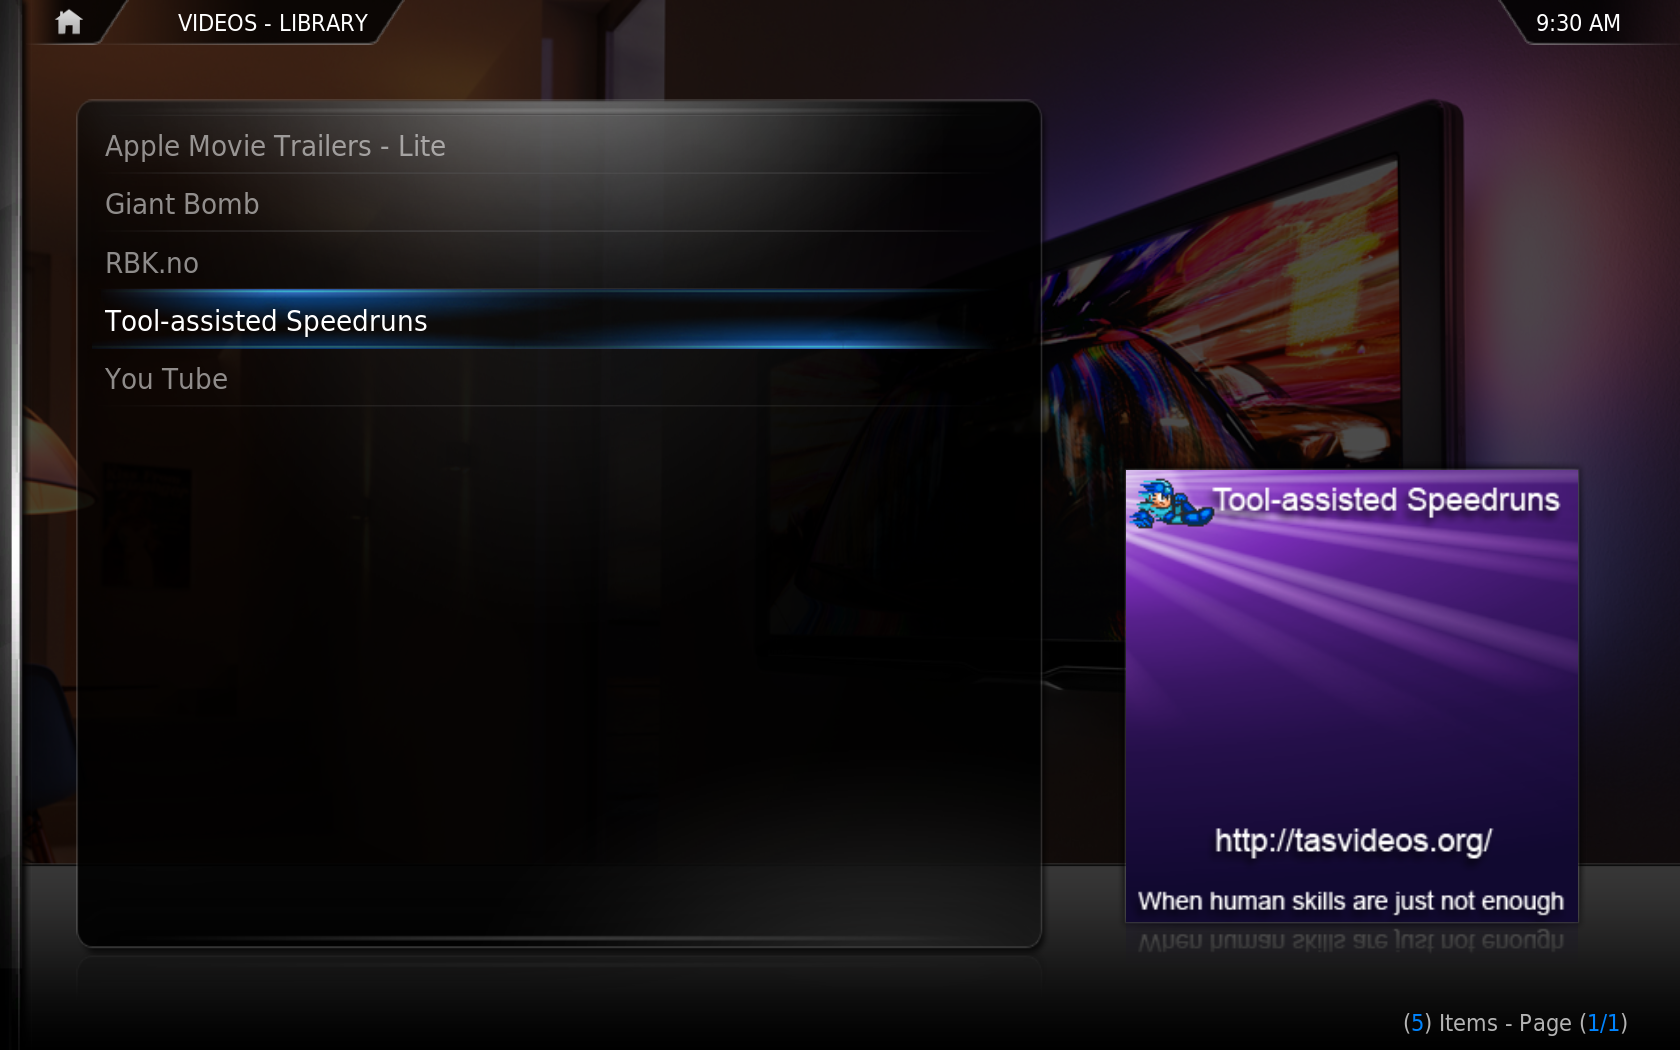 VIDEOS - LIBRARY
9:30 AM
Apple Movie Trailers - Lite
Giant Bomb
RBK.no
Tool-assisted Speedruns
You Tube
Tool-assisted Speedruns
http://tasvideos.org/
When human skills are just not enough
(5) Items - Page (1/1)